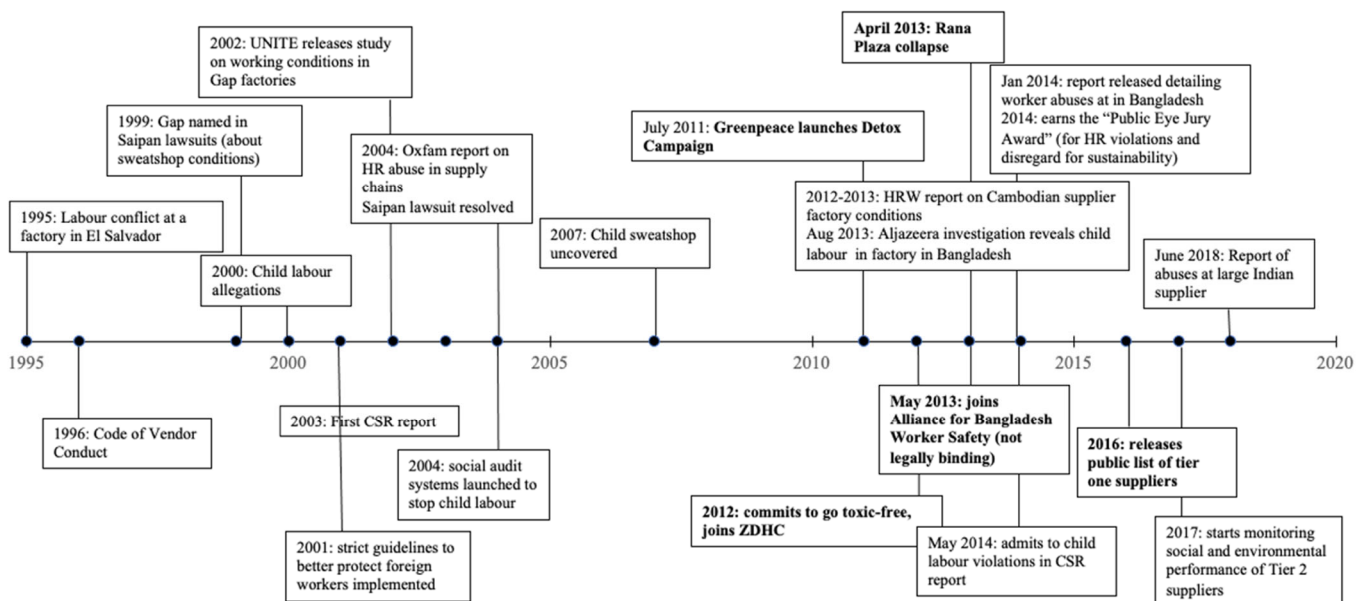 2002: UNITE releases study
on working conditions in
Gap factories
April 2013: Rana
Plaza collapse
Jan 2014: report released detailing
worker abuses at in Bangladesh
2014: earns the “Public Eye Jury
Award” (for HR violations and
disregard for sustainability)
1999: Gap named in
Saipan lawsuits (about
sweatshop conditions)
July 2011: Greenpeace launches Detox
Campaign
2004: Oxfam report on
HR abuse in supply
chains
Saipan lawsuit resolved
2012-2013: HRW report on Cambodian supplier
factory conditions
Aug 2013: Aljazeera investigation reveals child
labour in factory in Bangladesh
1995: Labour conflict at a
factory in El Salvador
2007: Child sweatshop
uncovered
June 2018: Report of
abuses at large Indian
supplier
2000: Child labour
allegations
1995 2000 2005 2010 2015 2020
1996: Code of Vendor
Conduct
2003: First CSR report
2004: social audit
systems launched to
stop child labour
2001: strict guidelines to
better protect foreign
workers implemented
May 2013: joins
Alliance for Bangladesh
Worker Safety (not
legally binding)
2012: commits to go toxic-free,
joins ZDHC
May 2014: admits to child
labour violations in CSR
report
2016: releases
public list of tier
one suppliers
2017: starts monitoring
social and environmental
performance of Tier 2
suppliers